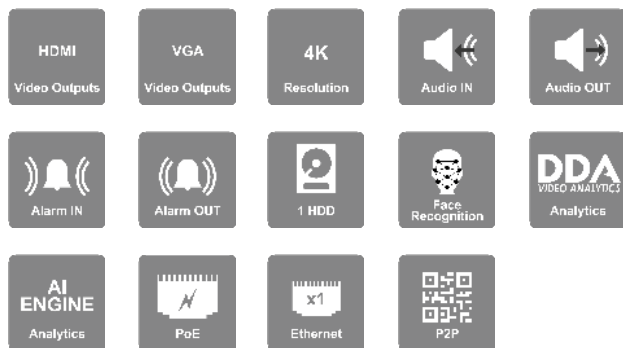 HDMI
Video Outputs
VGA
Video Outputs
4K
Resolution
Audio IN
Audio OUT
Alarm IN
Alarm OUT
1 HDD
Face
Recognition
DDA
VIDEO ANALYTICS
Analytics
AI
ENGINE
Analytics
PoE
x1
Ethernet
P2P